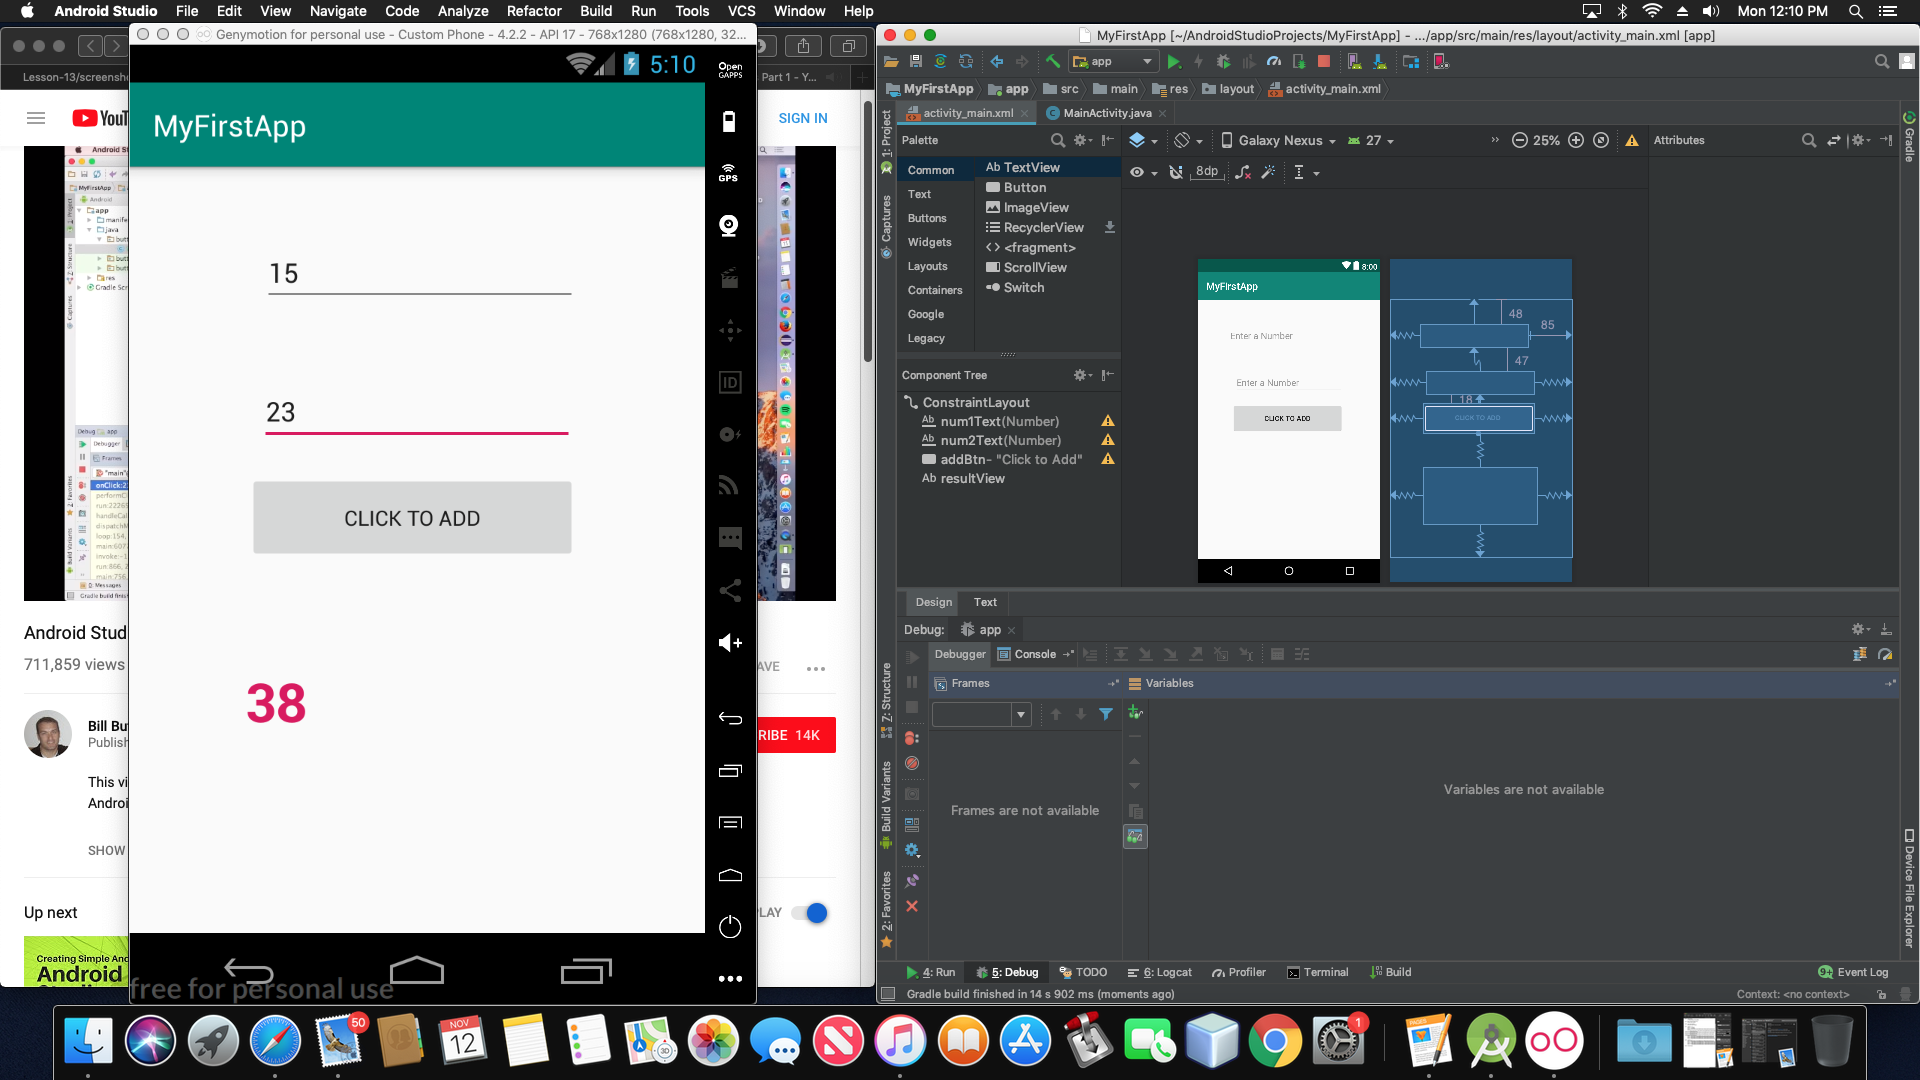 Android Studio File Edit View Navigate Code Analyze Refactor Build Run Tools VCS Window Help Mon 12:10 PM
Genymotion for personal use - Custom Phone - 4.2.2 - API 17 - 768x1280 (768x1280, 32...
Lesson-13/screensh
Part 1 - Y...
YouT
SIGN IN
Android Stud
711,859 views
AVE
Bill Bu
Publish
RIBE 14K
This vi
Androi
SHOW
Up next
PLAY
Creating Simple An
Android
5:10
Open GAPPS
MyFirstApp
GPS
15
23
ID
CLICK TO ADD
38
free for personal use
MyFirstApp [~/AndroidStudioProjects/MyFirstApp] - .../app/src/main/res/layout/activity_main.xml [app]
app
MyFirstApp app src main res layout activity_main.xml
activity_main.xml MainActivity.java
1: Project
Captures
7: Structure
Build Variants
2: Favorites
Gradle
Device File Explorer
Palette
Galaxy Nexus 27 25%
Attributes
8dp
Common
Text
Buttons
Widgets
Layouts
Containers
Google
Legacy
Ab TextView
Button
ImageView
RecyclerView
<fragment>
ScrollView
Switch
Component Tree
ConstraintLayout
Ab num1Text(Number)
Ab num2Text(Number)
addBtn- "Click to Add"
Ab resultView
8:00
MyFirstApp
Enter a Number
Enter a Number
CLICK TO ADD
48
85
47
18
CLICK TO ADD
Design Text
Debug: app
Debugger Console
Frames Variables
Frames are not available
Variables are not available
4: Run 5: Debug TODO 6: Logcat Profiler Terminal Build 9+ Event Log
Gradle build finished in 14 s 902 ms (moments ago) Context: <no context>
50
NOV
12
1
PAGES